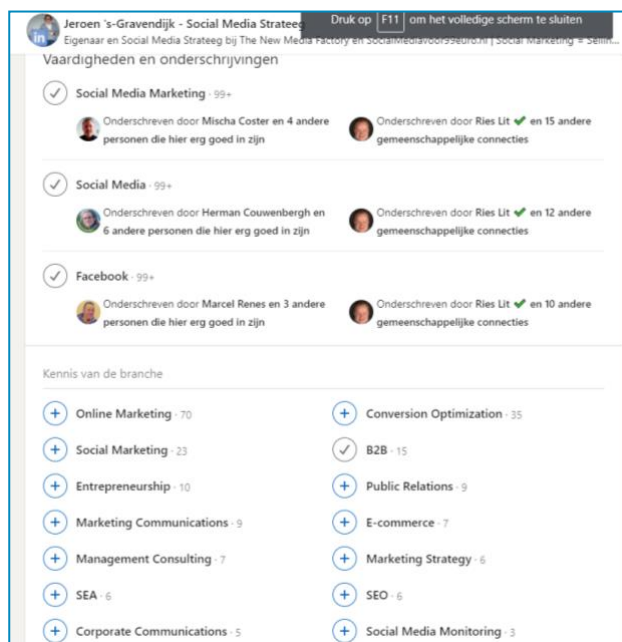 Jeroen 's-Gravendijk - Social Media Strateeg
Druk op F11 om het volledige scherm te sluiten
Eigenaar en Social Media Strateeg bij The New Media Factory en SocialMediavoor99euro.nl | Social Marketing = Sellin...
in
Vaardigheden en onderschrijvingen
Social Media Marketing · 99+
Onderschreven door Mischa Coster en 4 andere
personen die hier erg goed in zijn
Onderschreven door Ries Lit ✔ en 15 andere
gemeenschappelijke connecties
Social Media · 99+
Onderschreven door Herman Couwenbergh en
6 andere personen die hier erg goed in zijn
Onderschreven door Ries Lit ✔ en 12 andere
gemeenschappelijke connecties
Facebook · 99+
Onderschreven door Marcel Renes en 3 andere
personen die hier erg goed in zijn
Onderschreven door Ries Lit ✔ en 10 andere
gemeenschappelijke connecties
Kennis van de branche
Online Marketing · 70
Conversion Optimization · 35
Social Marketing · 23
B2B · 15
Entrepreneurship · 10
Public Relations · 9
Marketing Communications · 9
E-commerce · 7
Management Consulting · 7
Marketing Strategy · 6
SEA · 6
SEO · 6
Corporate Communications · 5
Social Media Monitoring · 3